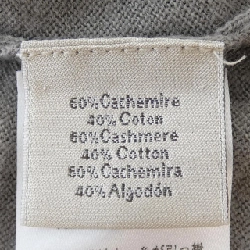 60% Cachemire
40% Coton
60% Cashmere
40% Cotton
60% Cachemira
40% Algodón